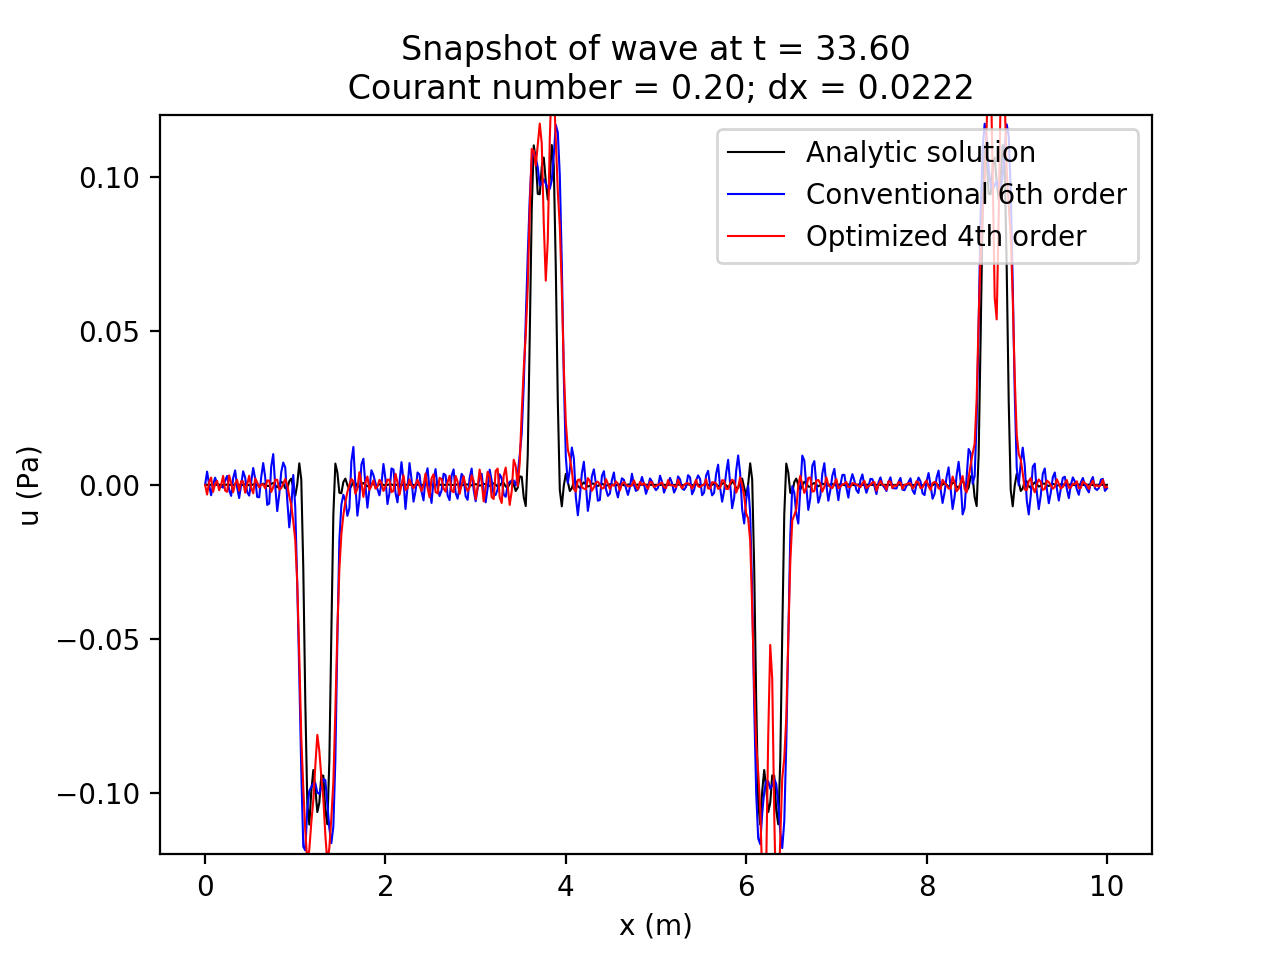 Snapshot of wave at t = 33.60
Courant number = 0.20; dx = 0.0222
Analytic solution
Conventional 6th order
Optimized 4th order
0.10
0.05
0.00
−0.05
−0.10
u (Pa)
0 2 4 6 8 10
x (m)